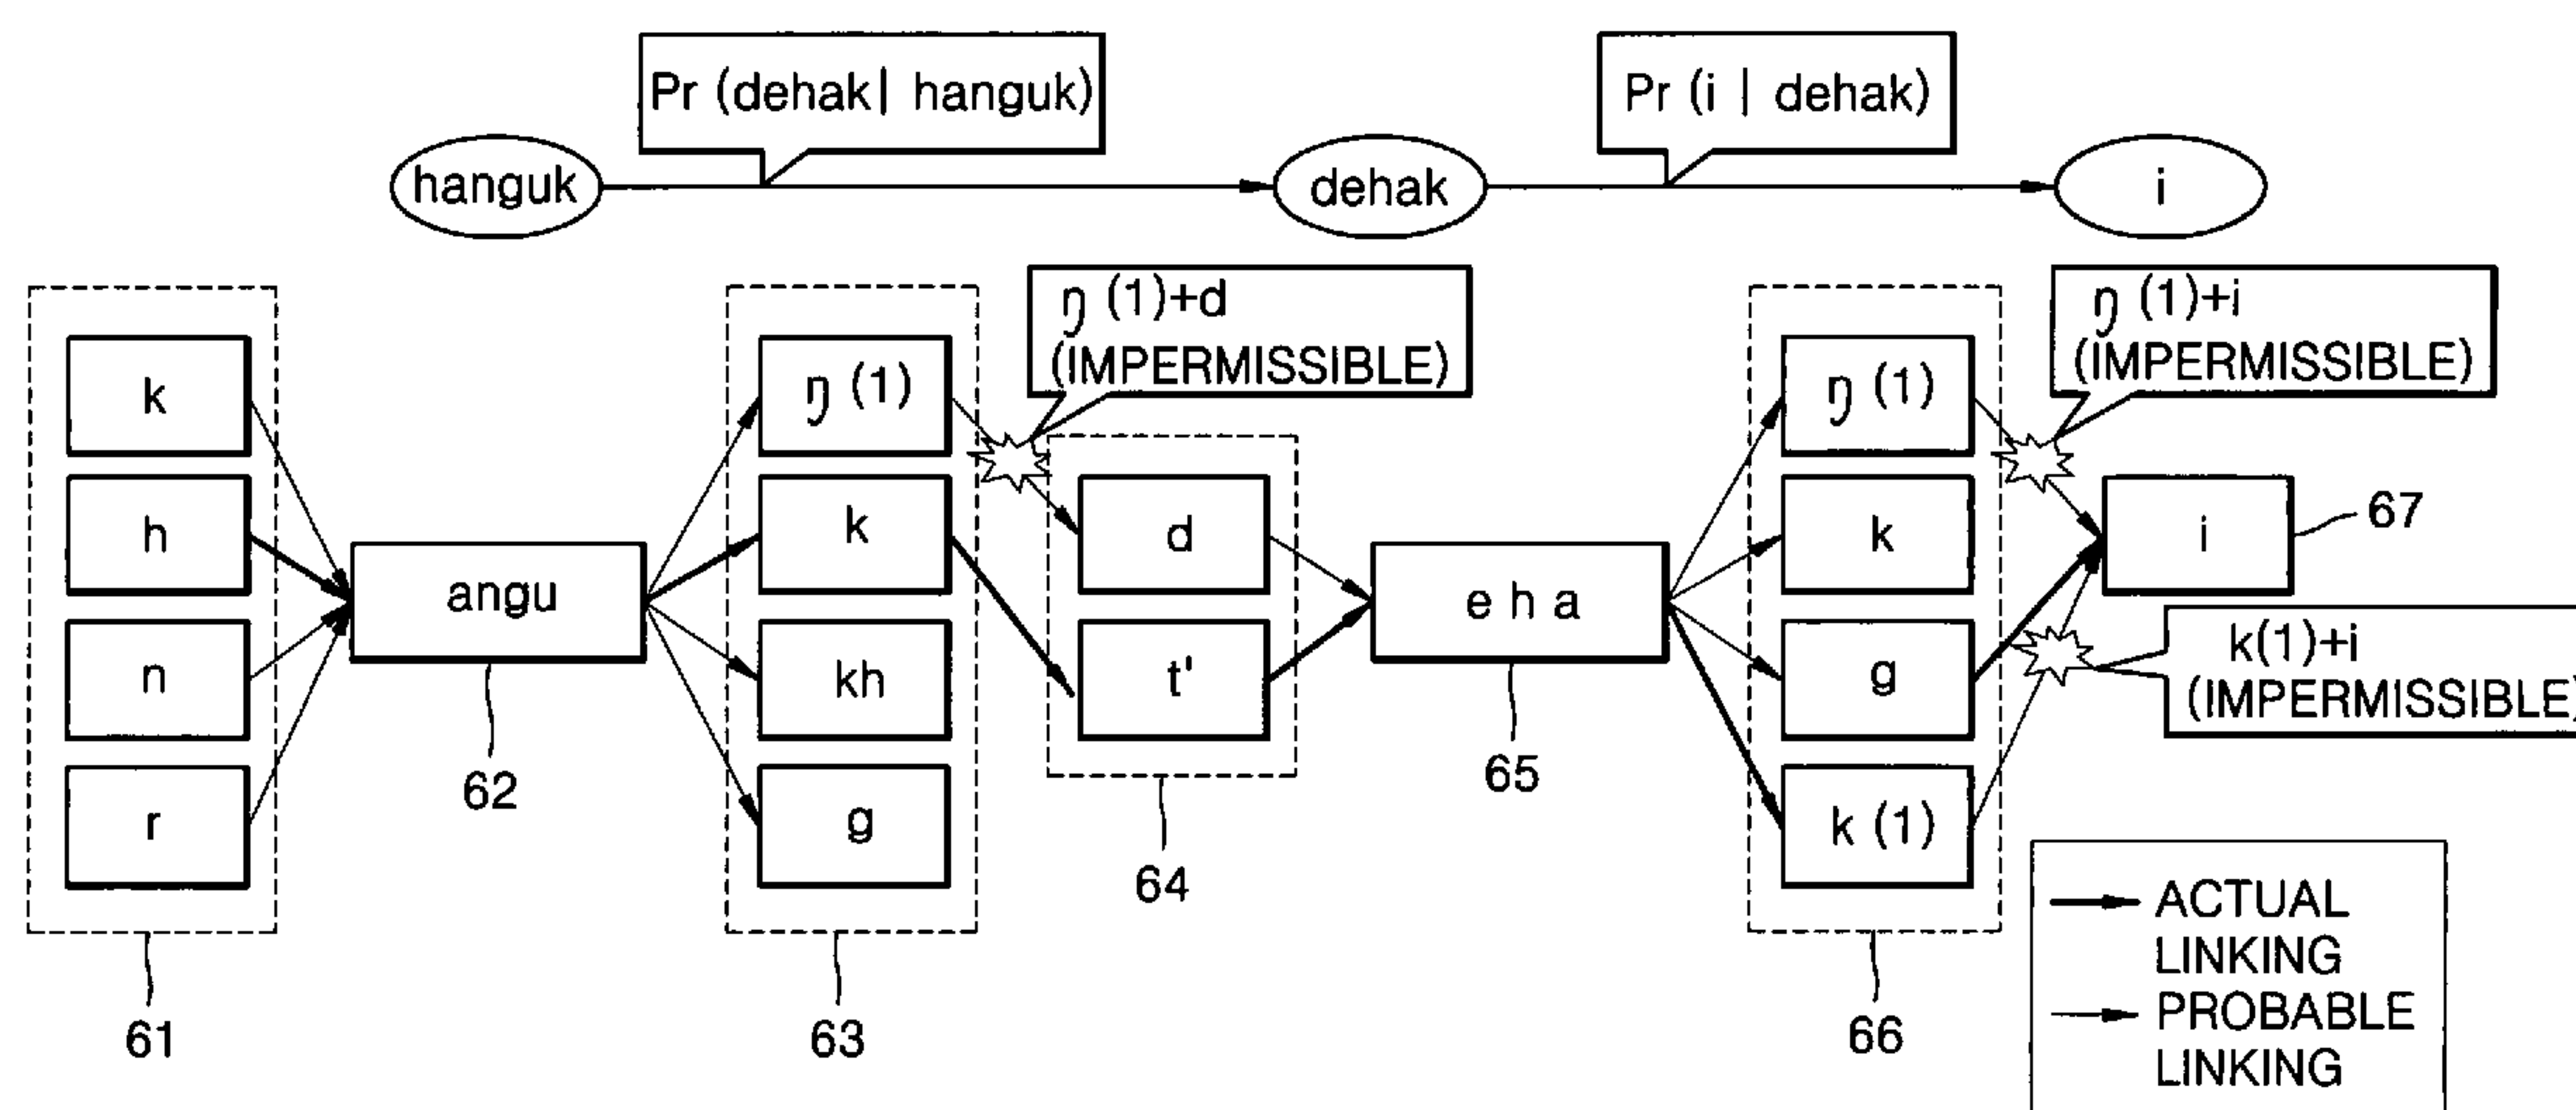 Pr (dehak| hanguk)
Pr (i | dehak)
hanguk
dehak
i
ŋ (1)+d
(IMPERMISSIBLE)
ŋ (1)+i
(IMPERMISSIBLE)
k
h
n
r
angu
ŋ (1)
k
kh
g
d
t'
e h a
ŋ (1)
k
g
k (1)
i
67
k(1)+i
(IMPERMISSIBLE)
62
65
64
61
63
66
ACTUAL
LINKING
PROBABLE
LINKING